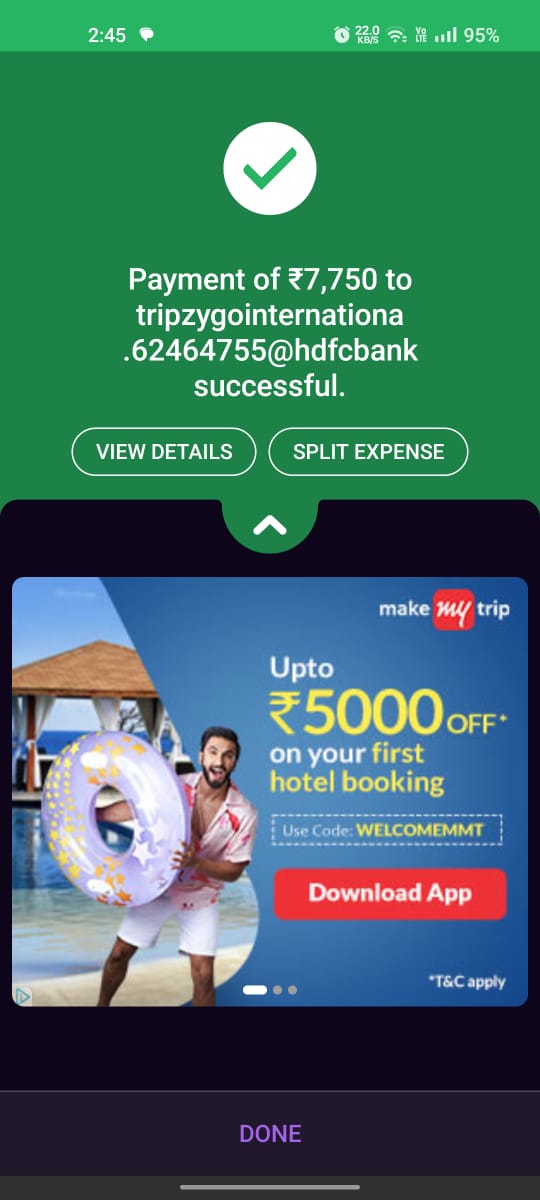 2:45 22.0 KB/S Vo LTE 95%
Payment of ₹7,750 to
tripzygointernationa
.62464755@hdfcbank
successful.
VIEW DETAILS SPLIT EXPENSE
make my trip
Upto
₹5000 OFF*
on your first
hotel booking
Use Code: WELCOMEMMT
Download App
*T&C apply
DONE